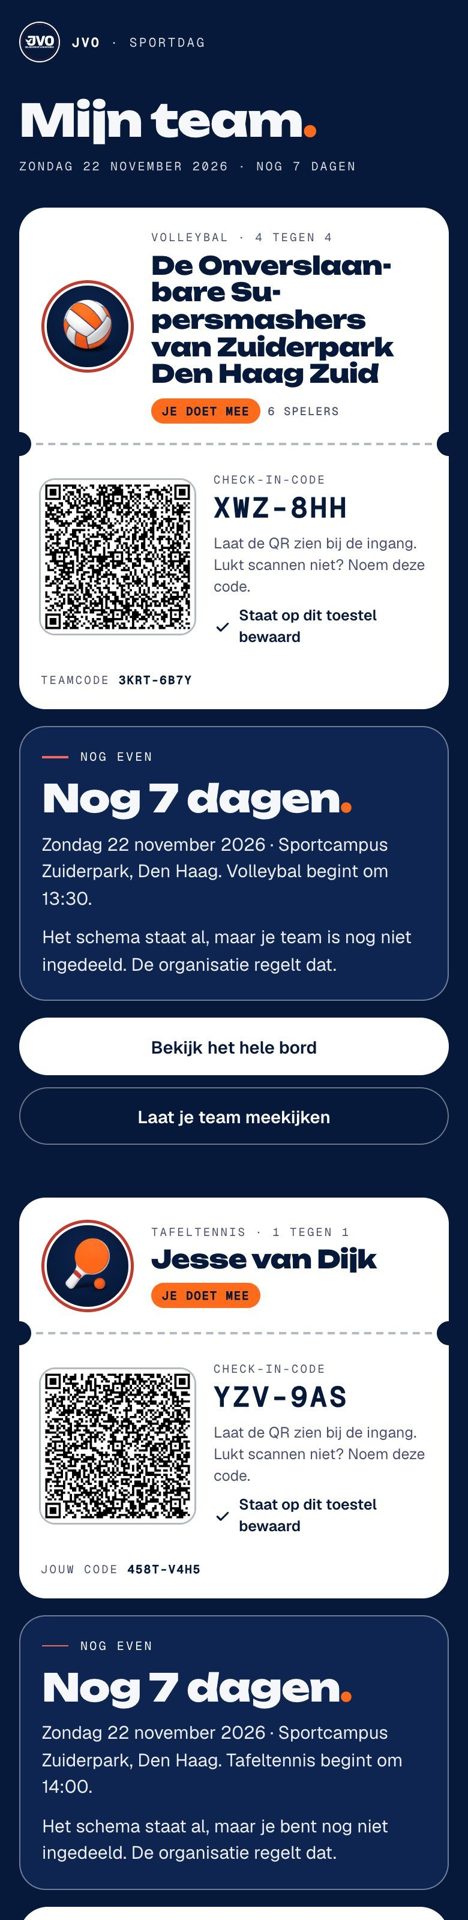 JVO
JVO · SPORTDAG
Mijn team.
ZONDAG 22 NOVEMBER 2026 · NOG 7 DAGEN
VOLLEYBAL · 4 TEGEN 4
De Onverslaan-
bare Su-
persmashers
van Zuiderpark
Den Haag Zuid
JE DOET MEE 6 SPELERS
CHECK-IN-CODE
XWZ-8HH
Laat de QR zien bij de ingang.
Lukt scannen niet? Noem deze
code.
Staat op dit toestel
bewaard
TEAMCODE 3KRT-6B7Y
NOG EVEN
Nog 7 dagen.
Zondag 22 november 2026 · Sportcampus
Zuiderpark, Den Haag. Volleybal begint om
13:30.
Het schema staat al, maar je team is nog niet
ingedeeld. De organisatie regelt dat.
Bekijk het hele bord
Laat je team meekijken
TAFELTENNIS · 1 TEGEN 1
Jesse van Dijk
JE DOET MEE
CHECK-IN-CODE
YZV-9AS
Laat de QR zien bij de ingang.
Lukt scannen niet? Noem deze
code.
Staat op dit toestel
bewaard
JOUW CODE 458T-V4H5
NOG EVEN
Nog 7 dagen.
Zondag 22 november 2026 · Sportcampus
Zuiderpark, Den Haag. Tafeltennis begint om
14:00.
Het schema staat al, maar je bent nog niet
ingedeeld. De organisatie regelt dat.